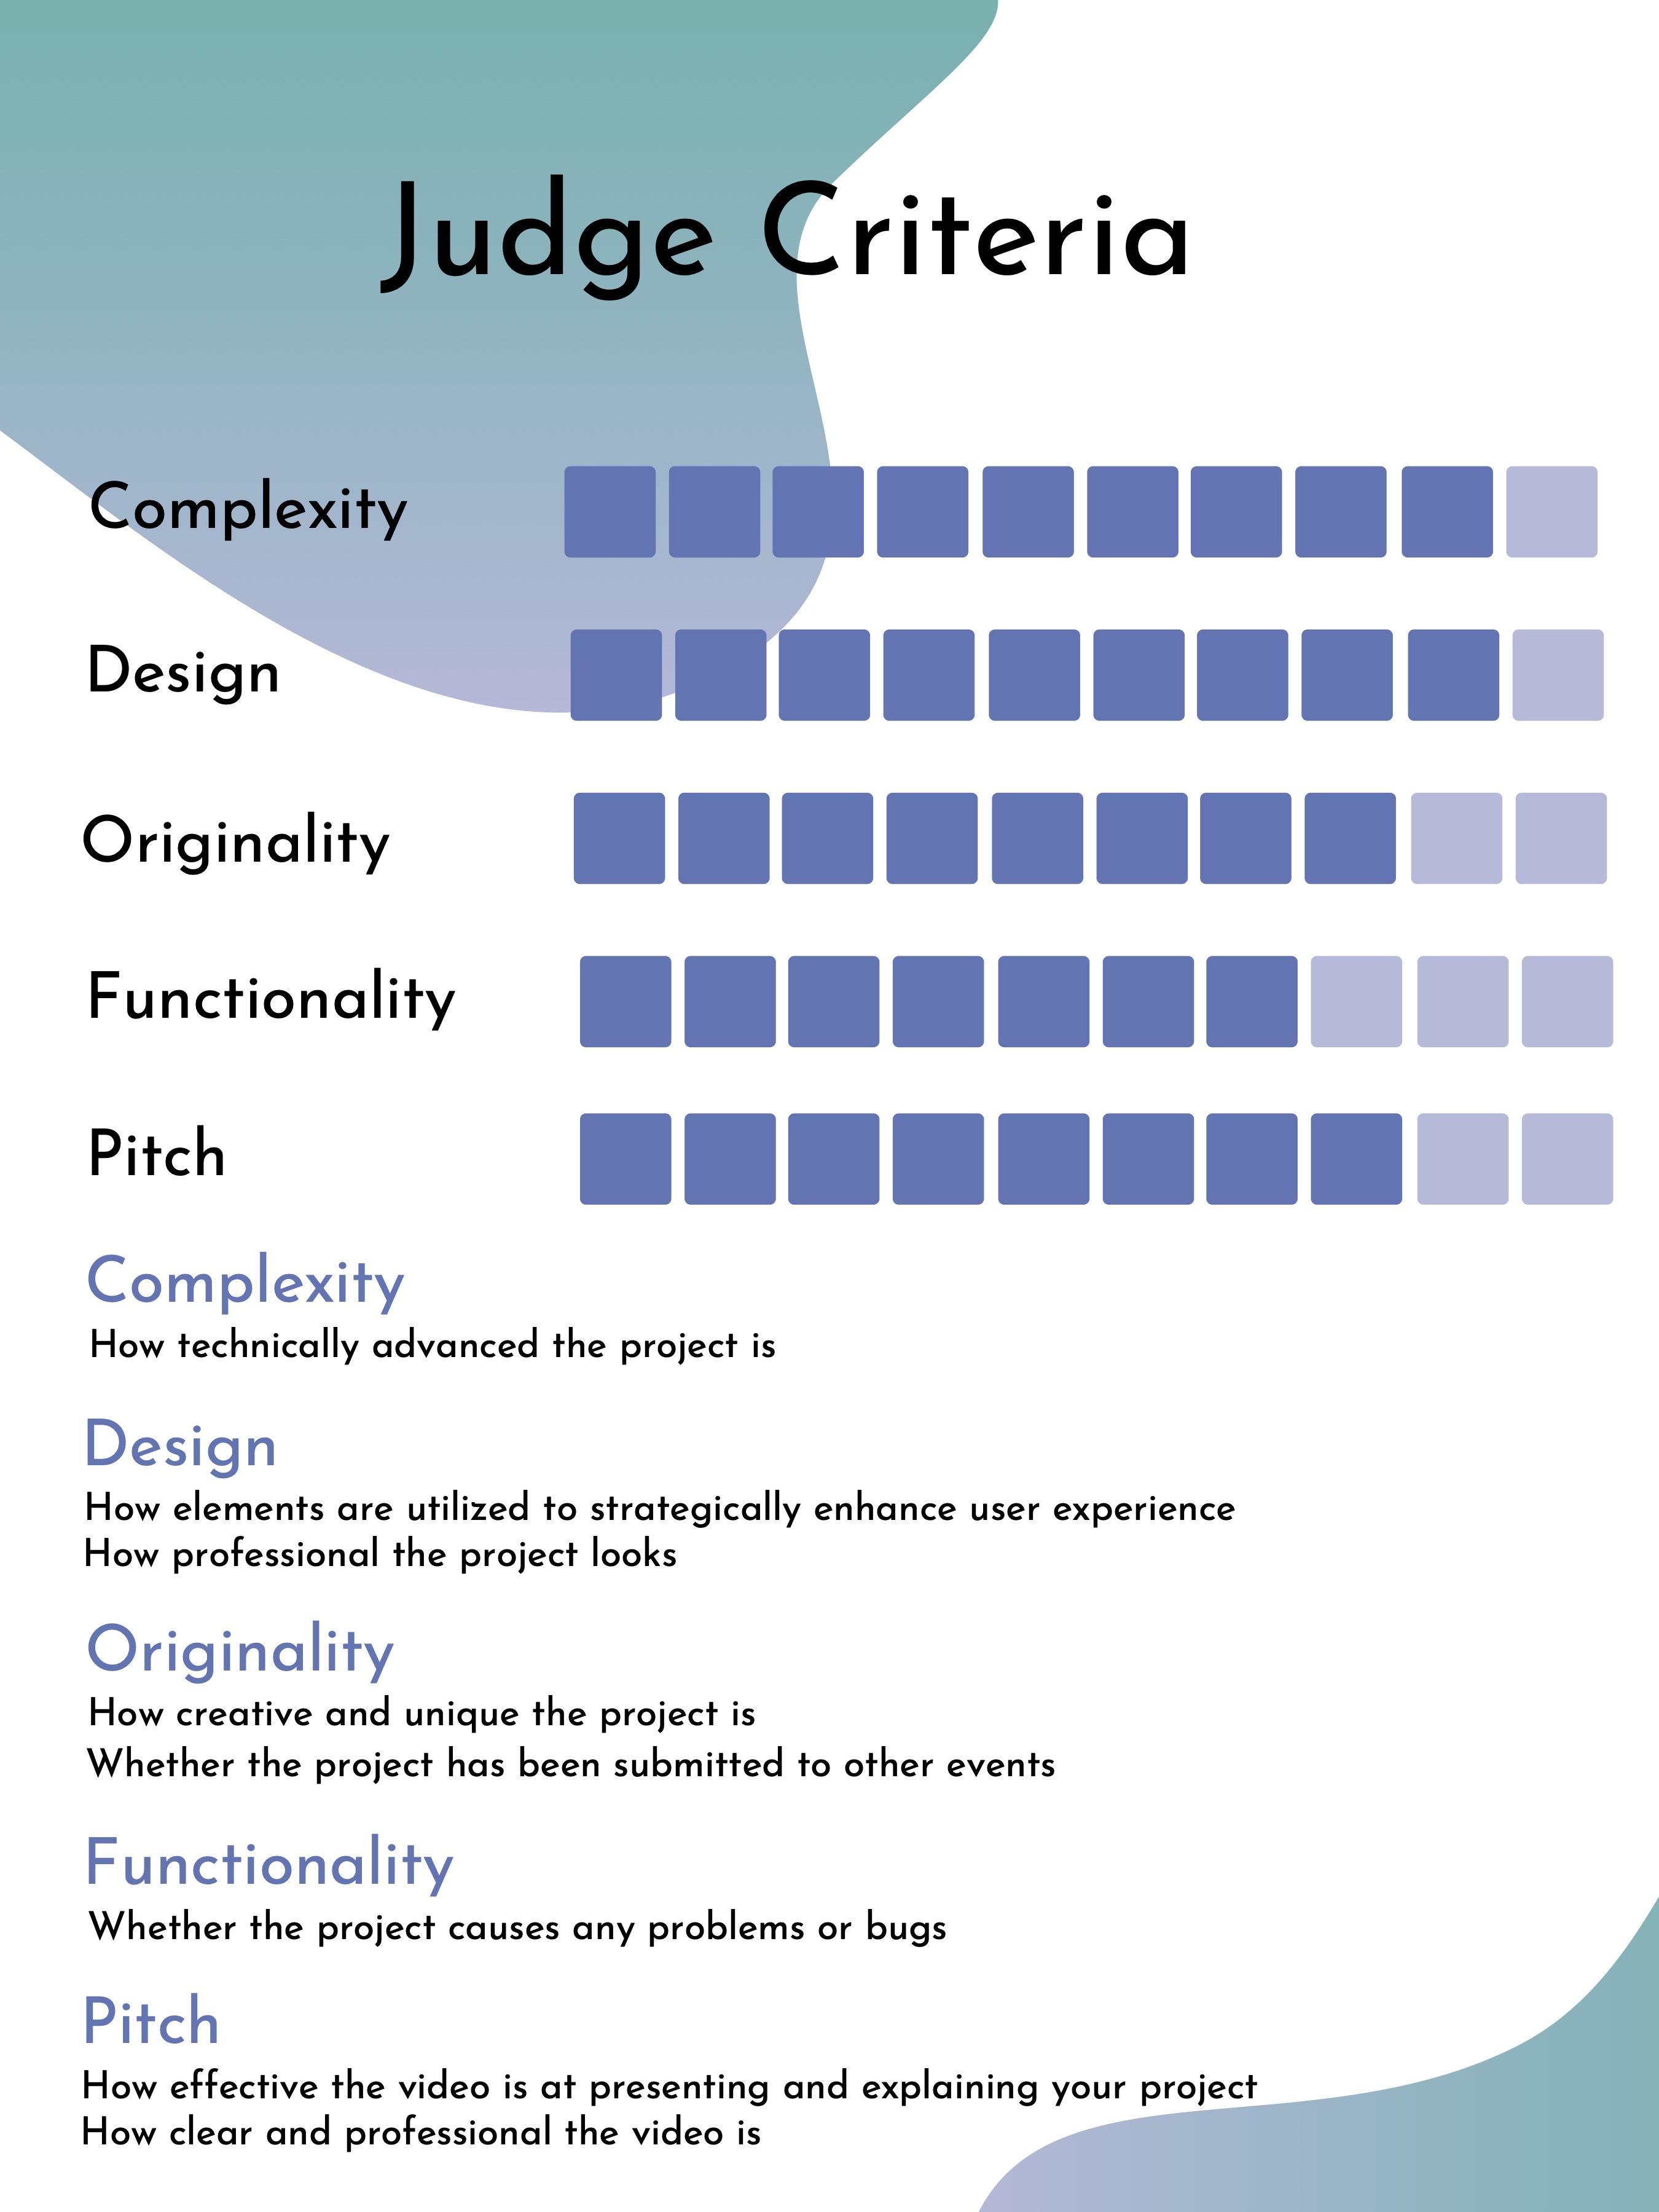 Judge Criteria
Complexity
Design
Originality
Functionality
Pitch
Complexity
How technically advanced the project is
Design
How elements are utilized to strategically enhance user experience
How professional the project looks
Originality
How creative and unique the project is
Whether the project has been submitted to other events
Functionality
Whether the project causes any problems or bugs
Pitch
How effective the video is at presenting and explaining your project
How clear and professional the video is